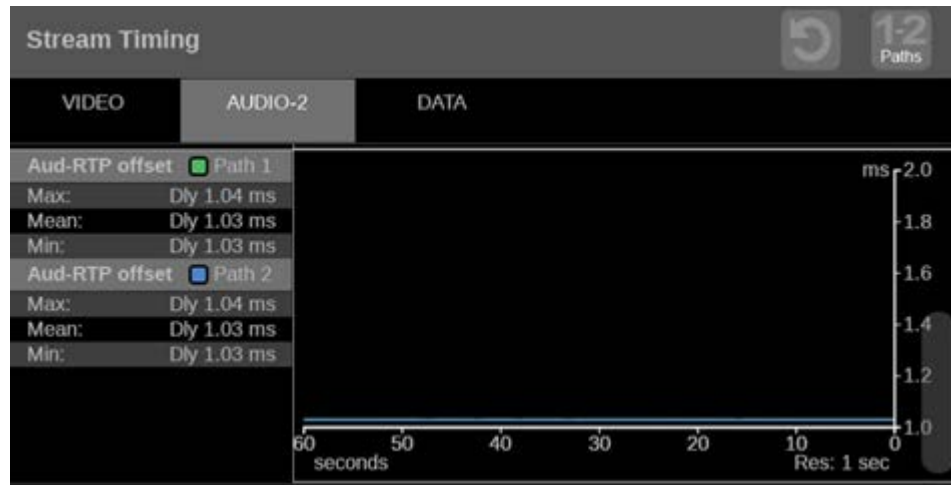 Stream Timing
1-2
Paths
VIDEO
AUDIO-2
DATA
Aud-RTP offset Path 1
Max: Dly 1.04 ms
Mean: Dly 1.03 ms
Min: Dly 1.03 ms
Aud-RTP offset Path 2
Max: Dly 1.04 ms
Mean: Dly 1.03 ms
Min: Dly 1.03 ms
ms
2.0
1.8
1.6
1.4
1.2
1.0
60 50 40 30 20 10 0
seconds
Res: 1 sec